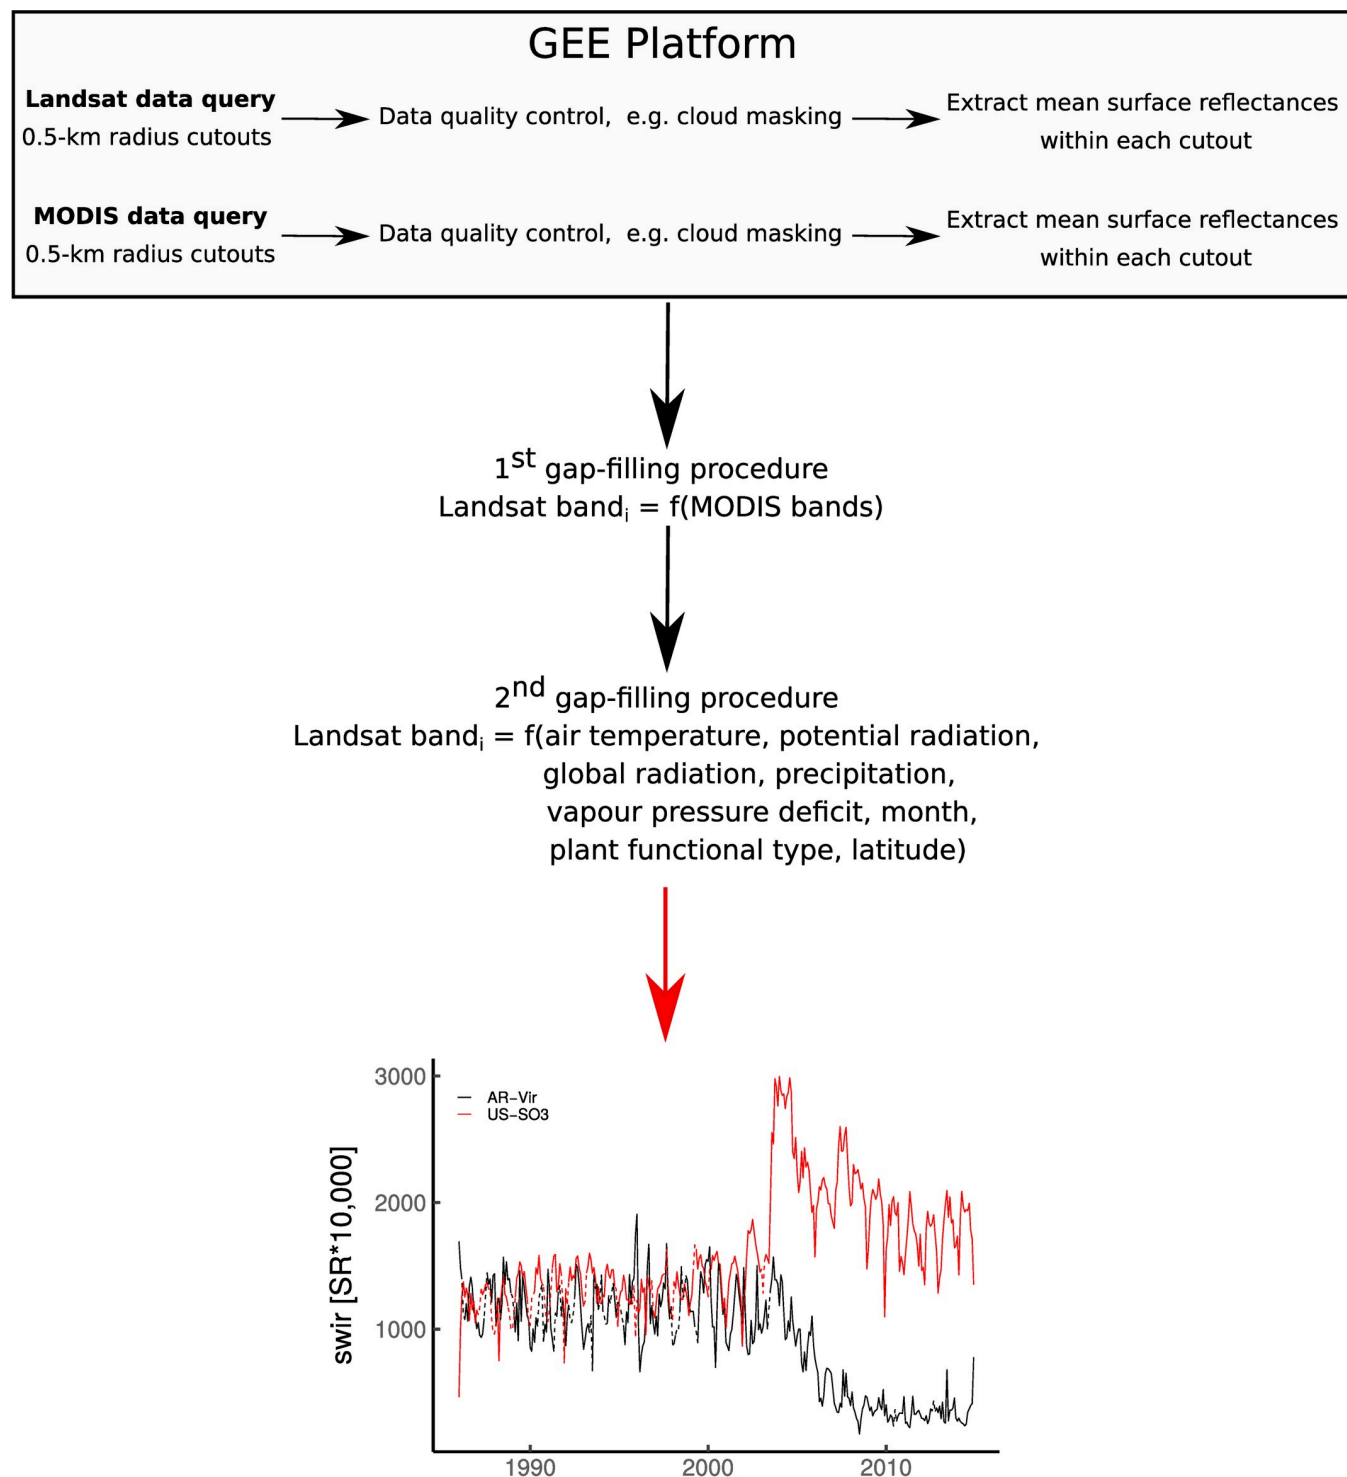 GEE Platform
Landsat data query
0.5-km radius cutouts
Data quality control, e.g. cloud masking
Extract mean surface reflectances
within each cutout
MODIS data query
0.5-km radius cutouts
Data quality control, e.g. cloud masking
Extract mean surface reflectances
within each cutout
1st gap-filling procedure
Landsat bandi = f(MODIS bands)
2nd gap-filling procedure
Landsat bandi = f(air temperature, potential radiation,
global radiation, precipitation,
vapour pressure deficit, month,
plant functional type, latitude)
swir [SR*10,000]
3000
2000
1000
AR−Vir
US−SO3
1990
2000
2010